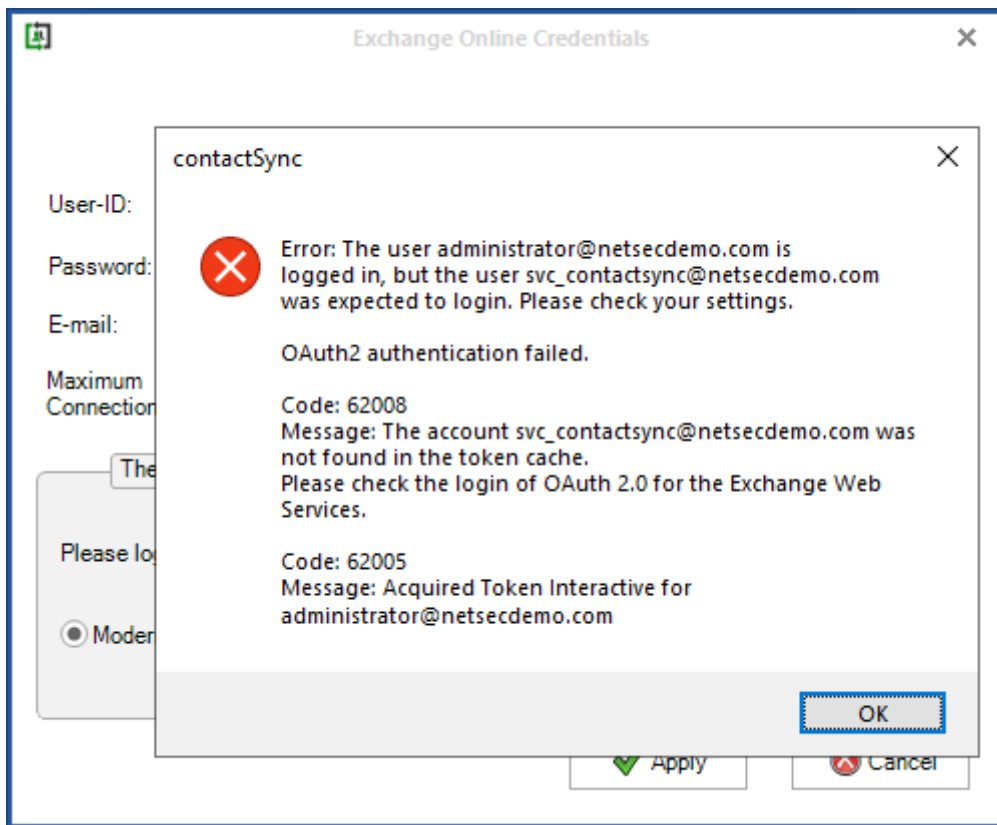 Exchange Online Credentials
contactSync
User-ID:
Password:
E-mail:
Maximum
Connection
The
Please
Moder
Error: The user administrator@netsecdemo.com is
logged in, but the user svc_contactsync@netsecdemo.com
was expected to login. Please check your settings.
OAuth2 authentication failed.
Code: 62008
Message: The account svc_contactsync@netsecdemo.com was
not found in the token cache.
Please check the login of OAuth 2.0 for the Exchange Web
Services.
Code: 62005
Message: Acquired Token Interactive for
administrator@netsecdemo.com
OK
Apply
Cancel